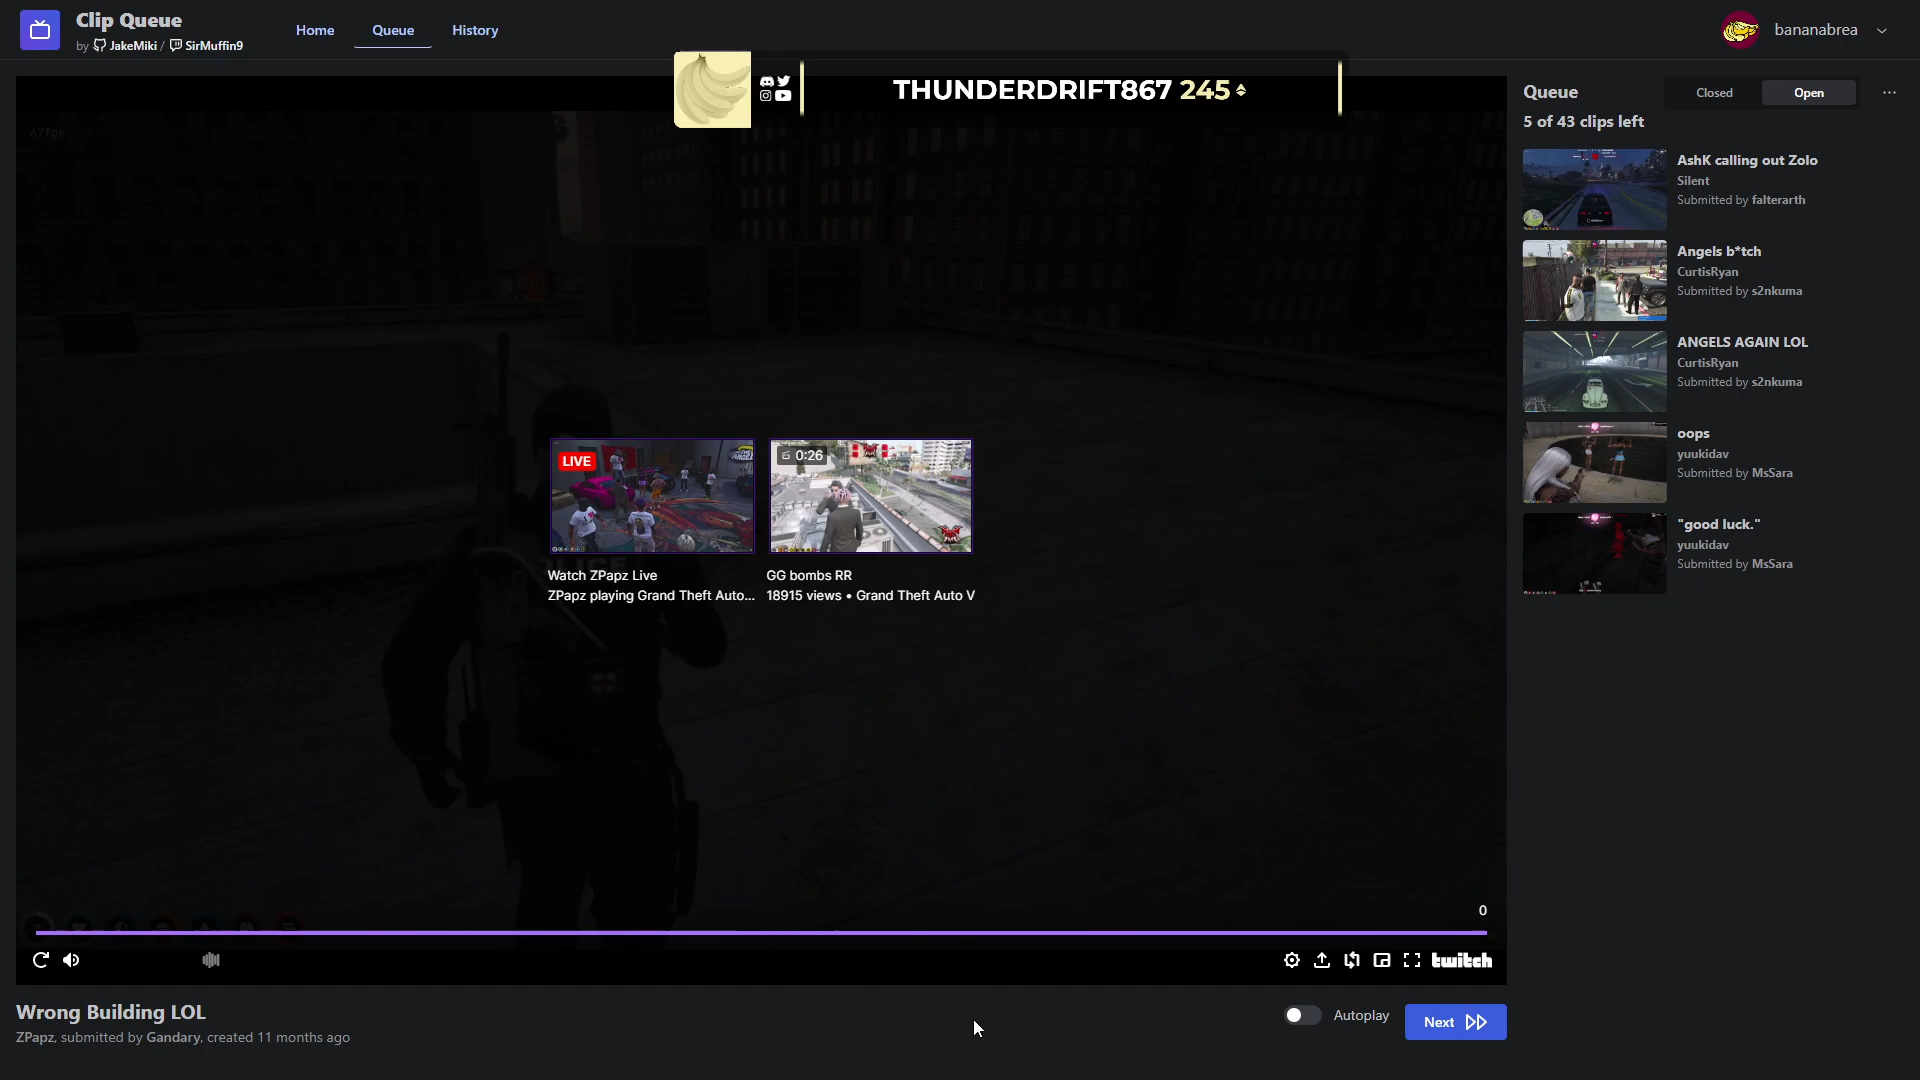 Clip Queue
by JakeMiki / SirMuffin9
Home
Queue
History
bananabrea
THUNDERDRIFT867 245
67fps
Queue
Closed
Open
5 of 43 clips left
AshK calling out Zolo
Silent
Submitted by falterarth
Angels b*tch
CurtisRyan
Submitted by s2nkuma
ANGELS AGAIN LOL
CurtisRyan
Submitted by s2nkuma
oops
yuukidav
Submitted by MsSara
"good luck."
yuukidav
Submitted by MsSara
LIVE
0:26
Watch ZPapz Live
ZPapz playing Grand Theft Auto...
GG bombs RR
18915 views • Grand Theft Auto V
0
twitch
Wrong Building LOL
ZPapz, submitted by Gandary, created 11 months ago
Autoplay
Next